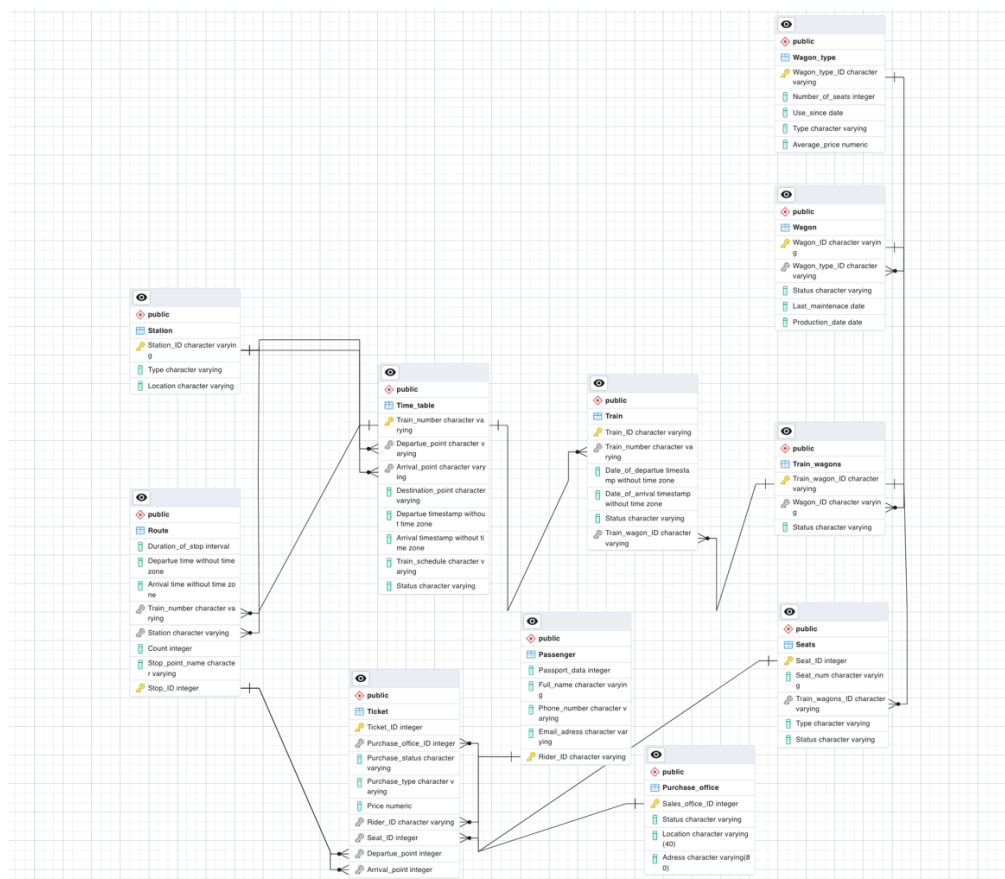 public
Wagon_type
Wagon_type_ID character
varying
Number_of_seats integer
Use_since date
Type character varying
Average_price numeric
public
Wagon
Wagon_ID character varyin
g
Wagon_type_ID character
varying
Status character varying
Last_maintenace date
Production_date date
public
Station
Station_ID character varyin
g
Type character varying
Location character varying
public
Time_table
Train_number character va
rying
Departue_point character v
arying
Arrival_point character vary
ing
Destination_point character
varying
Departue timestamp withou
t time zone
Arrival timestamp without ti
me zone
Train_schedule character v
arying
Status character varying
public
Train
Train_ID character varying
Train_number character va
rying
Date_of_departue timesta
mp without time zone
Date_of_arrival timestamp
without time zone
Status character varying
Train_wagon_ID character
varying
public
Train_wagons
Train_wagon_ID character
varying
Wagon_ID character varyin
g
Status character varying
public
Route
Duration_of_stop interval
Departue time without time
zone
Arrival time without time zo
ne
Train_number character va
rying
Station character varying
Count integer
Stop_point_name characte
r varying
Stop_ID integer
public
Passenger
Passport_data integer
Full_name character varyin
g
Phone_number character v
arying
Email_adress character var
ying
Rider_ID character varying
public
Seats
Seat_ID integer
Seat_num character varyin
g
Train_wagons_ID character
varying
Type character varying
Status character varying
public
Ticket
Ticket_ID integer
Purchase_office_ID integer
Purchase_status character
varying
Purchase_type character v
arying
Price numeric
Rider_ID character varying
Seat_ID integer
Departue_point integer
Arrival_point integer
public
Purchase_office
Sales_office_ID integer
Status character varying
Location character varying
(40)
Adress character varying(8
0)